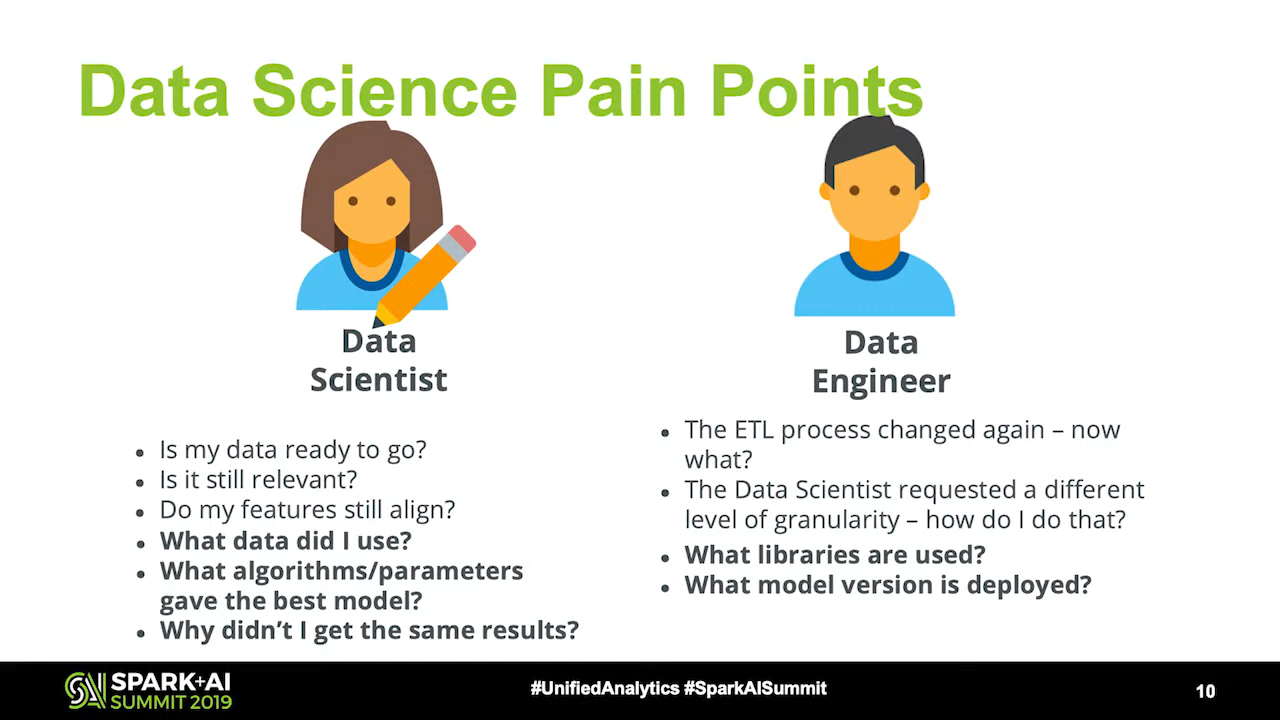 Data Science Pain Points
Data
Scientist
• Is my data ready to go?
• Is it still relevant?
• Do my features still align?
• What data did I use?
• What algorithms/parameters
gave the best model?
• Why didn’t I get the same results?
Data
Engineer
• The ETL process changed again – now
what?
• The Data Scientist requested a different
level of granularity – how do I do that?
• What libraries are used?
• What model version is deployed?
SPARK+AI
SUMMIT 2019
#UnifiedAnalytics #SparkAISummit
10